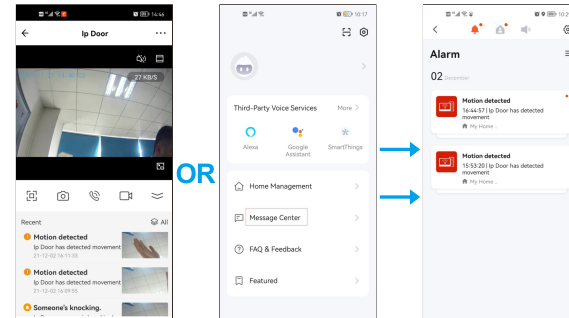 14:46
Ip Door
27 KB/S
Recent
All
Motion detected
Ip Door has detected movement
21-12-02 16:11:33
Motion detected
Ip Door has detected movement
21-12-02 16:09:55
Someone's knocking.
OR
10:17
Third-Party Voice Services
More >
Alexa
Google
Assistant
SmartThings
Home Management
Message Center
FAQ & Feedback
Featured
Alarm
02 December
Motion detected
16:44:57 | Ip Door has detected
movement
My Home ..
Motion detected
15:53:20 | Ip Door has detected
movement
My Home ..